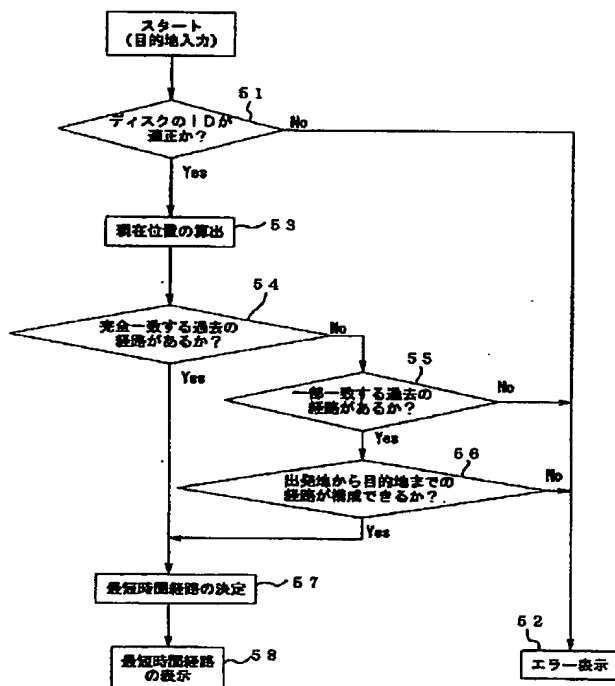 スタート
(目的地入力)
51
ディスクのIDが
適正か?
No
Yes
53
現在位置の算出
54
完全一致する過去の
経路があるか?
No
Yes
55
一部一致する過去の
経路があるか?
No
Yes
56
出発地から目的地までの
経路が構成できるか?
No
Yes
最短時間経路の決定
57
52
最短時間経路
の表示
58
エラー表示